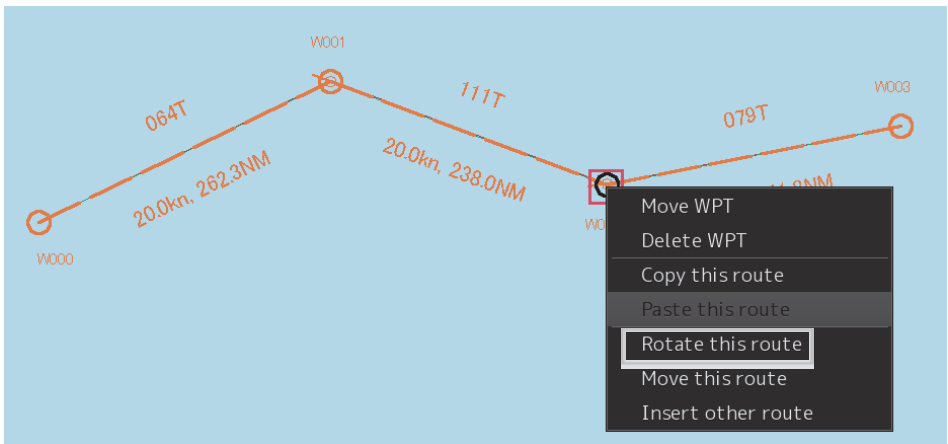 W001
111T
W003
064T
079T
20.0kn, 262.3NM
20.0kn, 238.0NM
W000
Move WPT
Delete WPT
Copy this route
Paste this route
Rotate this route
Move this route
Insert other route